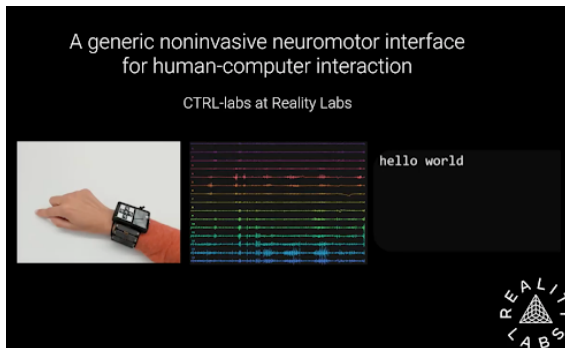 A generic noninvasive neuromotor interface
for human-computer interaction
CTRL-labs at Reality Labs
hello world
REALITY
LABS